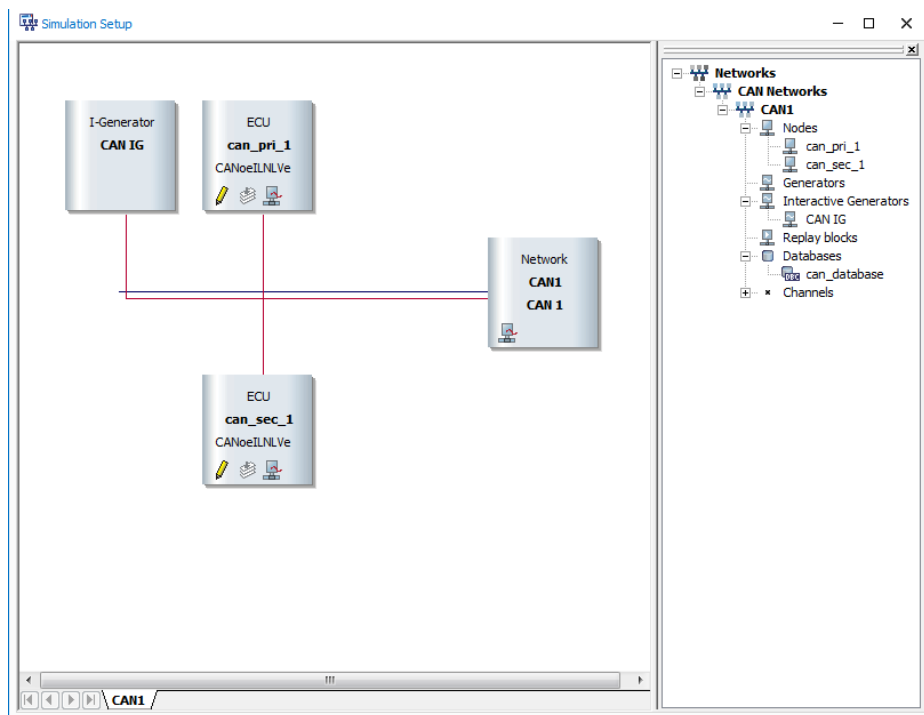 Simulation Setup
I-Generator
CAN IG
ECU
can_pri_1
CANoeILNLVe
Network
CAN1
CAN 1
ECU
can_sec_1
CANoeILNLVe
CAN1
Networks
CAN Networks
CAN1
Nodes
can_pri_1
can_sec_1
Generators
Interactive Generators
CAN IG
Replay blocks
Databases
DBC
can_database
Channels